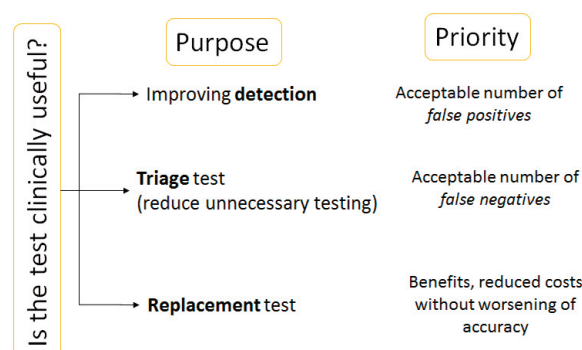 Is the test clinically useful?
Purpose
Priority
Improving detection
Acceptable number of
false positives
Triage test
(reduce unnecessary testing)
Acceptable number of
false negatives
Replacement test
Benefits, reduced costs
without worsening of
accuracy